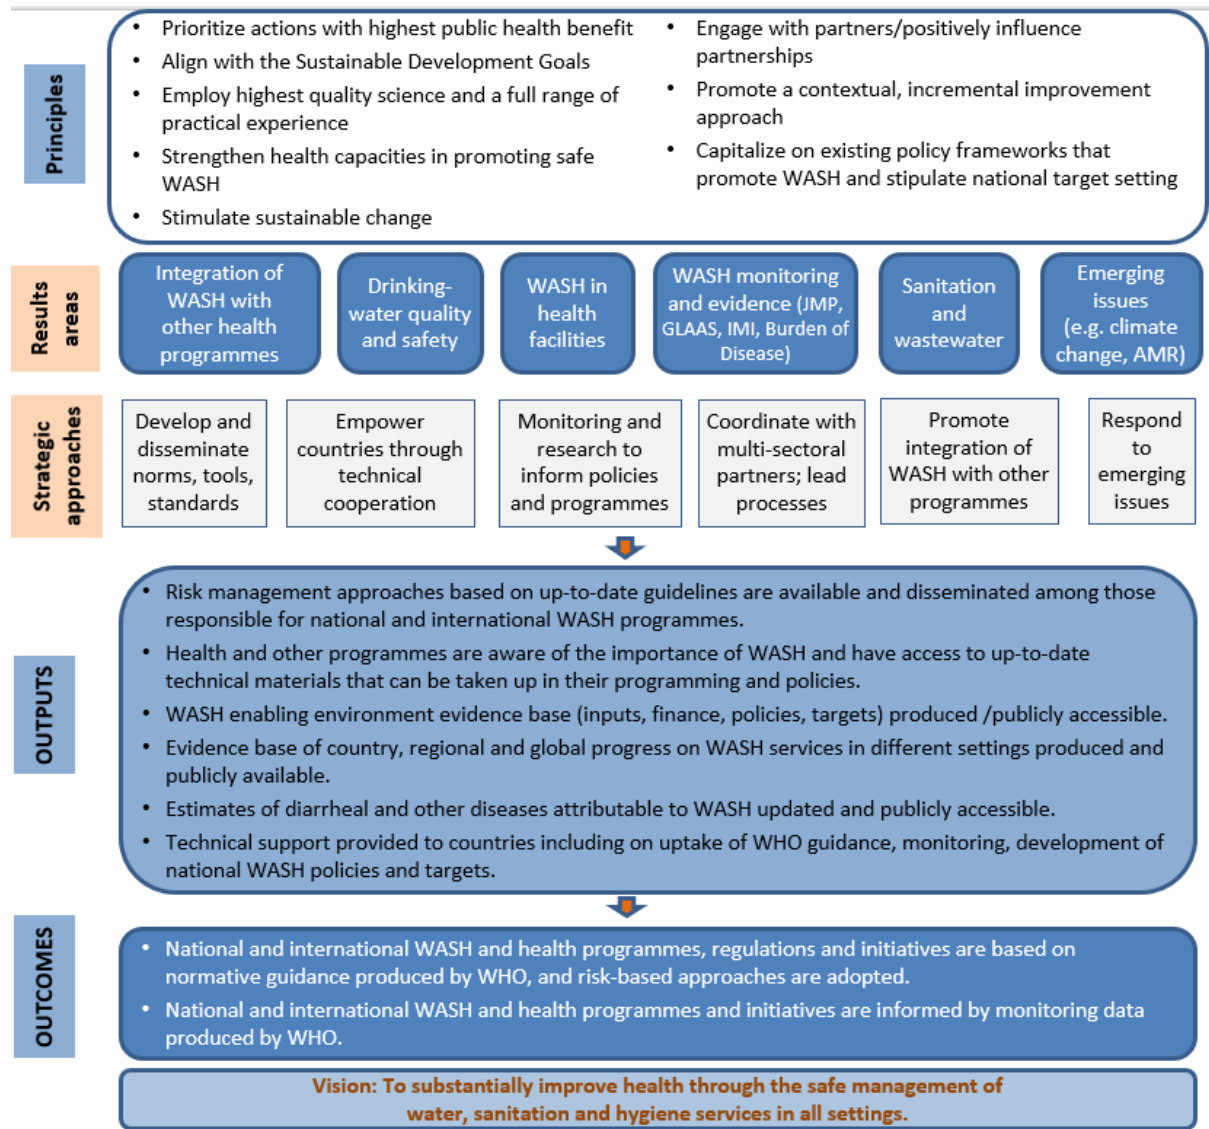 Principles
• Prioritize actions with highest public health benefit
• Align with the Sustainable Development Goals
• Employ highest quality science and a full range of
practical experience
• Strengthen health capacities in promoting safe
WASH
• Stimulate sustainable change
• Engage with partners/positively influence
partnerships
• Promote a contextual, incremental improvement
approach
• Capitalize on existing policy frameworks that
promote WASH and stipulate national target setting
Results
areas
Integration of
WASH with
other health
programmes
Drinking-
water quality
and safety
WASH in
health
facilities
WASH monitoring
and evidence (JMP,
GLAAS, IMI, Burden of
Disease)
Sanitation
and
wastewater
Emerging
issues
(e.g. climate
change, AMR)
Strategic
approaches
Develop and
disseminate
norms, tools,
standards
Empower
countries through
technical
cooperation
Monitoring and
research to
inform policies
and programmes
Coordinate with
multi-sectoral
partners; lead
processes
Promote
integration of
WASH with other
programmes
Respond
to
emerging
issues
OUTPUTS
• Risk management approaches based on up-to-date guidelines are available and disseminated among those
responsible for national and international WASH programmes.
• Health and other programmes are aware of the importance of WASH and have access to up-to-date
technical materials that can be taken up in their programming and policies.
• WASH enabling environment evidence base (inputs, finance, policies, targets) produced /publicly accessible.
• Evidence base of country, regional and global progress on WASH services in different settings produced and
publicly available.
• Estimates of diarrheal and other diseases attributable to WASH updated and publicly accessible.
• Technical support provided to countries including on uptake of WHO guidance, monitoring, development of
national WASH policies and targets.
OUTCOMES
• National and international WASH and health programmes, regulations and initiatives are based on
normative guidance produced by WHO, and risk-based approaches are adopted.
• National and international WASH and health programmes and initiatives are informed by monitoring data
produced by WHO.
Vision: To substantially improve health through the safe management of
water, sanitation and hygiene services in all settings.